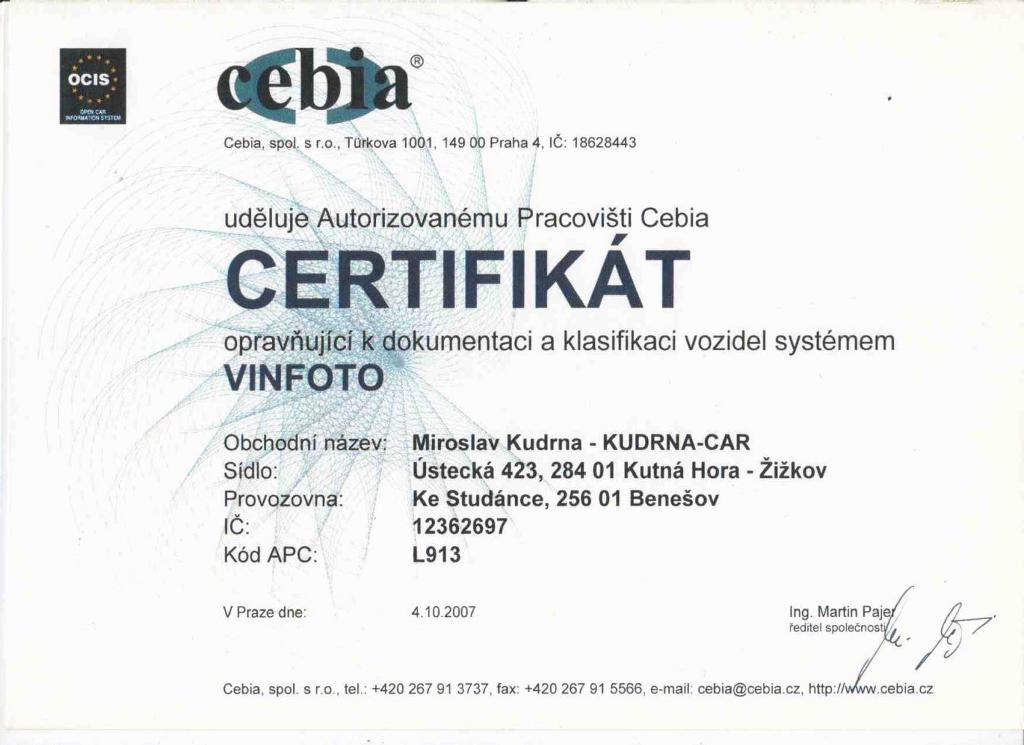 OCIS
OPEN CAR
INFORMATION SYSTEM
cebia®
Cebia, spol. s r.o., Türkova 1001, 149 00 Praha 4, IČ: 18628443
uděluje Autorizovanému Pracovišti Cebia
CERTIFIKÁT
opravňující k dokumentaci a klasifikaci vozidel systémem
VINFOTO
Obchodní název: Miroslav Kudrna - KUDRNA-CAR
Sídlo: Ústecká 423, 284 01 Kutná Hora - Žižkov
Provozovna: Ke Studánce, 256 01 Benešov
IČ: 12362697
Kód APC: L913
V Praze dne: 4.10.2007
Ing. Martin Pajer
ředitel společnosti
Cebia, spol. s r.o., tel.: +420 267 91 3737, fax: +420 267 91 5566, e-mail: cebia@cebia.cz, http://www.cebia.cz